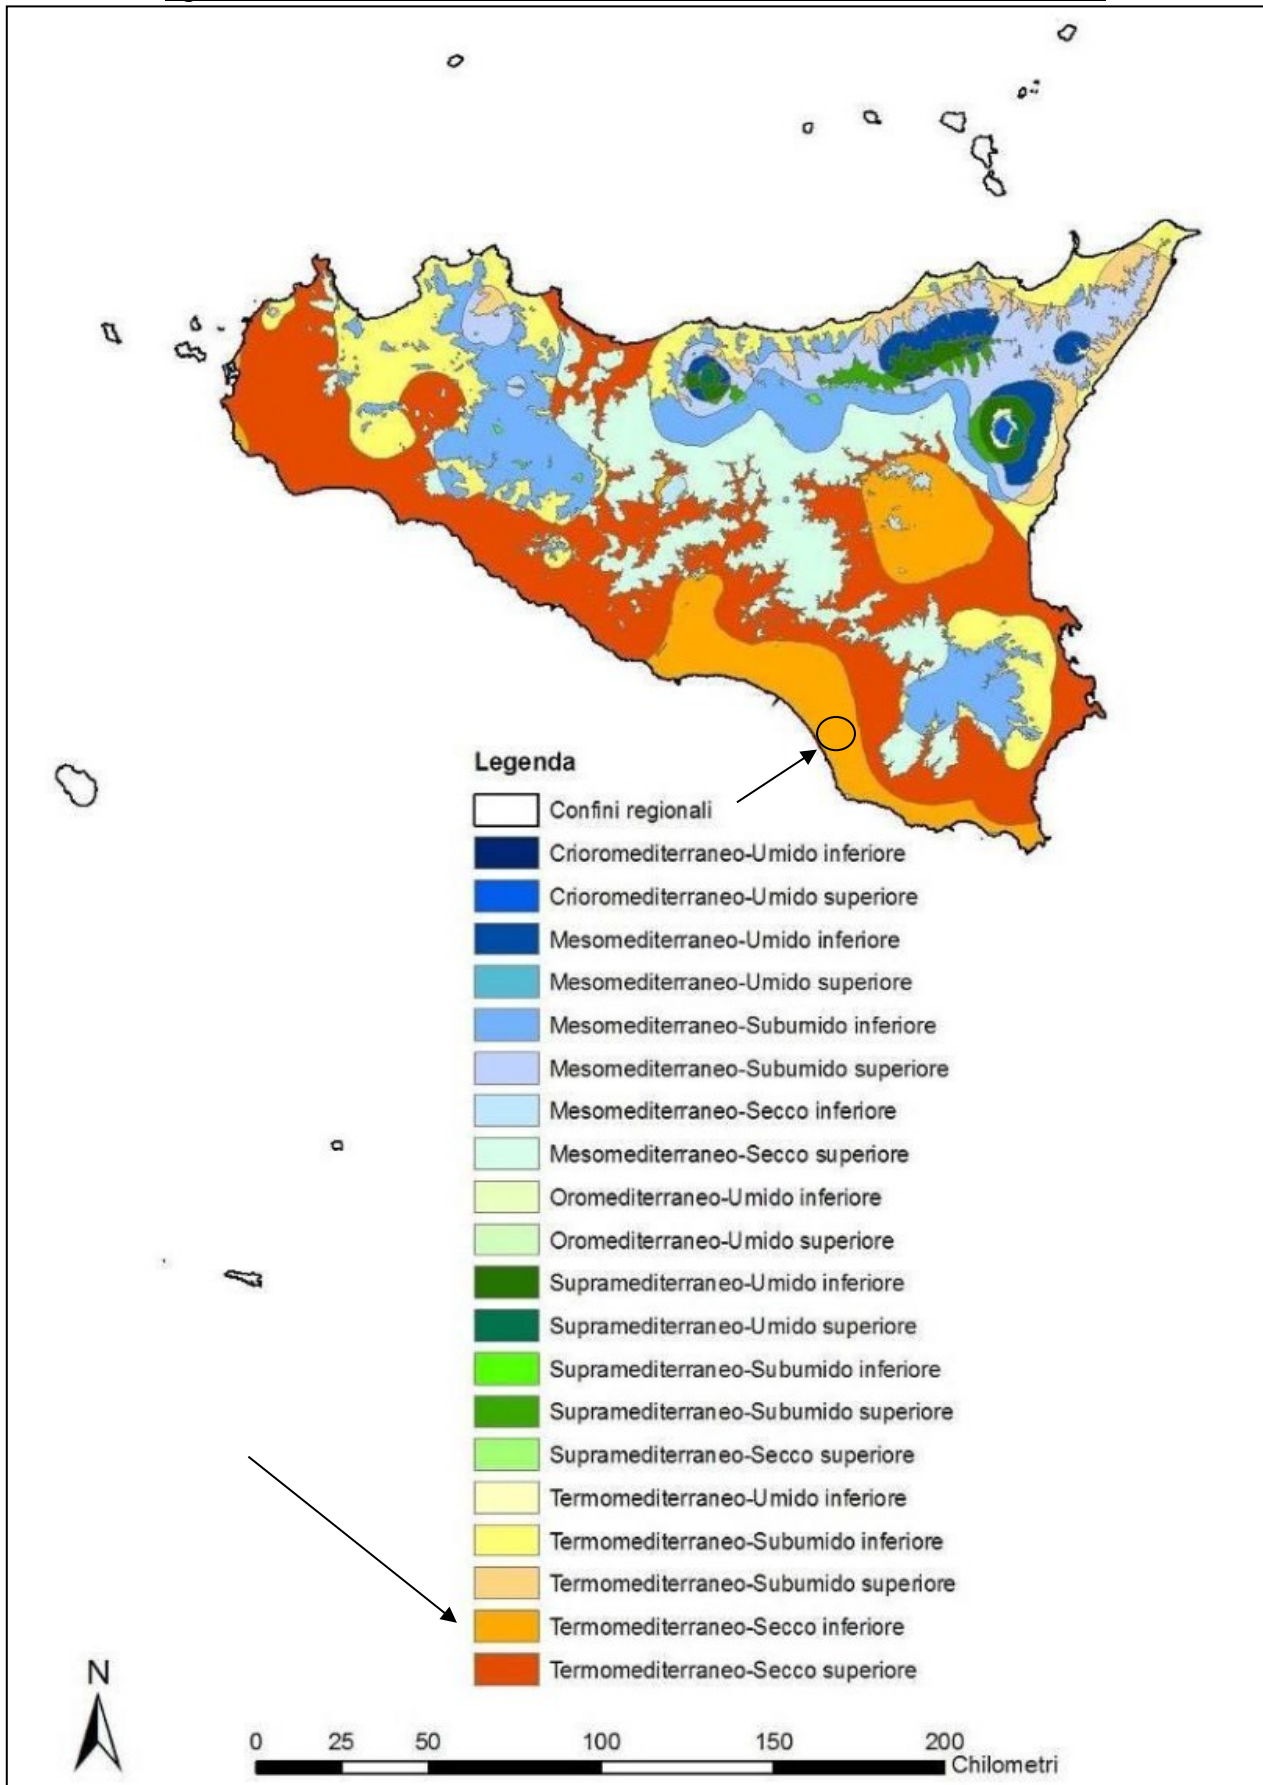 Legenda
Confini regionali
Crioromediterraneo-Umido inferiore
Crioromediterraneo-Umido superiore
Mesomediterraneo-Umido inferiore
Mesomediterraneo-Umido superiore
Mesomediterraneo-Subumido inferiore
Mesomediterraneo-Subumido superiore
Mesomediterraneo-Secco inferiore
Mesomediterraneo-Secco superiore
Oromediterraneo-Umido inferiore
Oromediterraneo-Umido superiore
Supramediterraneo-Umido inferiore
Supramediterraneo-Umido superiore
Supramediterraneo-Subumido inferiore
Supramediterraneo-Subumido superiore
Supramediterraneo-Secco superiore
Termomediterraneo-Umido inferiore
Termomediterraneo-Subumido inferiore
Termomediterraneo-Subumido superiore
Termomediterraneo-Secco inferiore
Termomediterraneo-Secco superiore
N
0 25 50 100 150 200
Chilometri